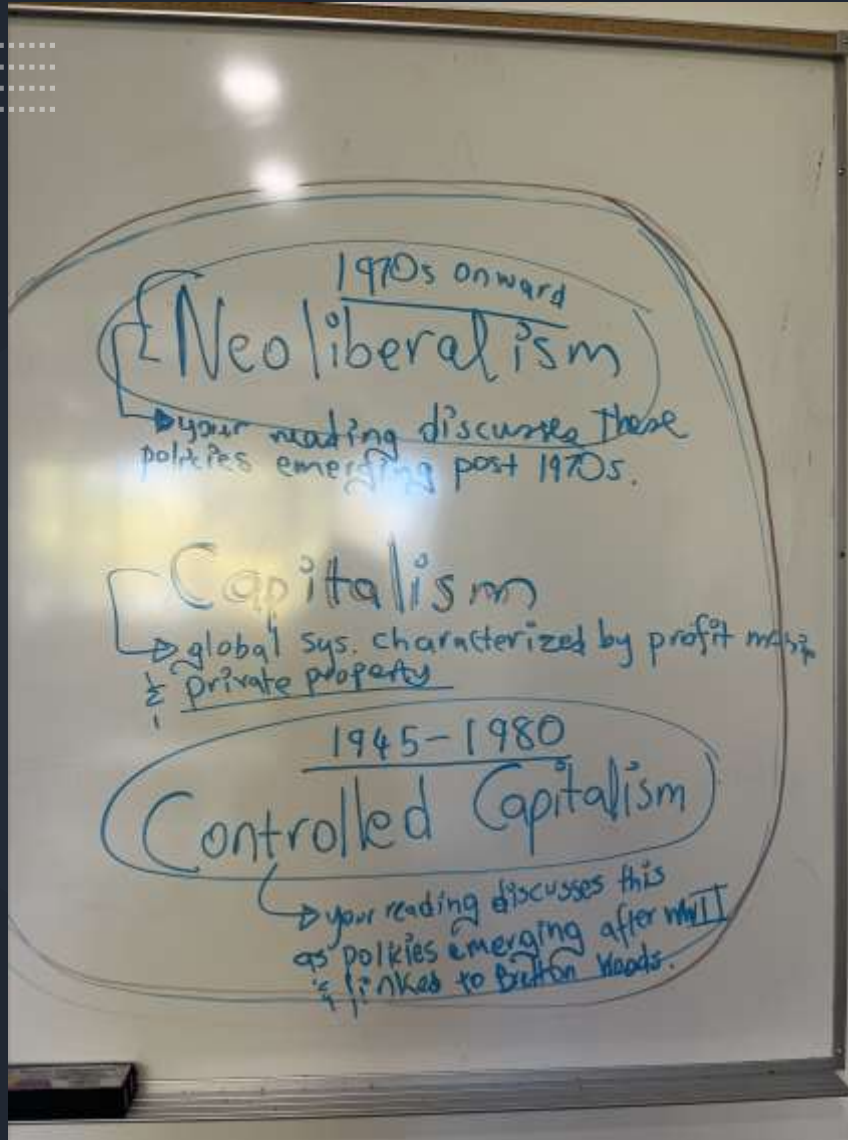 1970s onward
Neoliberalism
your reading discusses these
policies emerging post 1970s.
Capitalism
global sys. characterized by profit
& private property
1945-1980
Controlled Capitalism
your reading discusses this
as polkies emerging after WWII
& linked to Bretton Woods.